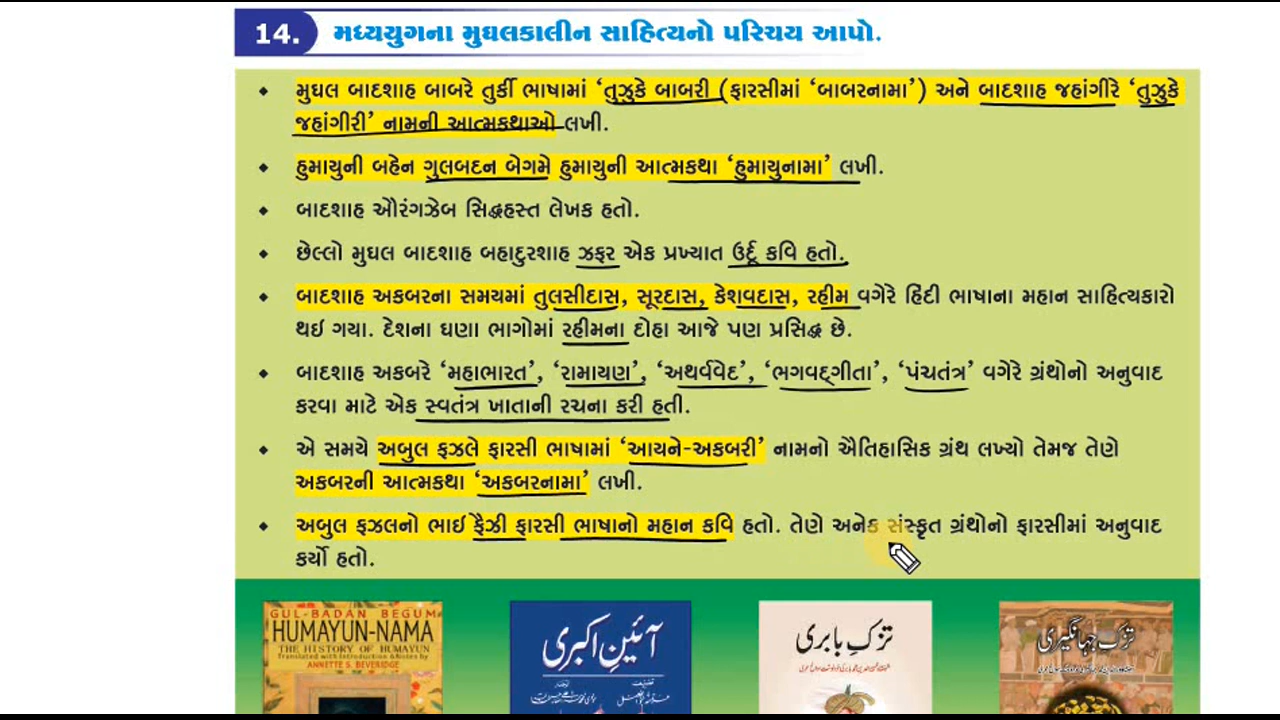 14. મધ્યયુગના મુઘલકાલીન સાહિત્યનો પરિચય આપો.
◆ મુઘલ બાદશાહ બાબરે તુર્કી ભાષામાં ‘તુઝુકે બાબરી (ફારસીમાં ‘બાબરનામા’) અને બાદશાહ જહાંગીરે ‘તુઝુકે
જહાંગીરી’ નામની આત્મકથાઓ લખી.
◆ હુમાયુની બહેન ગુલબદન બેગમે હુમાયુની આત્મકથા ‘હુમાયુનામા’ લખી.
◆ બાદશાહ ઔરંગઝેબ સિદ્ધહસ્ત લેખક હતો.
◆ છેલ્લો મુઘલ બાદશાહ બહાદુરશાહ ઝફર એક પ્રખ્યાત ઉર્દૂ કવિ હતો.
◆ બાદશાહ અકબરના સમયમાં તુલસીદાસ, સૂરદાસ, કેશવદાસ, રહીમ વગેરે હિંદી ભાષાના મહાન સાહિત્યકારો
થઈ ગયા. દેશના ઘણા ભાગોમાં રહીમના દોહા આજે પણ પ્રસિદ્ધ છે.
◆ બાદશાહ અકબરે ‘મહાભારત’, ‘રામાયણ’, ‘અથર્વવેદ’, ‘ભગવદ્ગીતા’, ‘પંચતંત્ર’ વગેરે ગ્રંથોનો અનુવાદ
કરવા માટે એક સ્વતંત્ર ખાતાની રચના કરી હતી.
◆ એ સમયે અબુલ ફઝલે ફારસી ભાષામાં ‘આયને-અકબરી’ નામનો ઐતિહાસિક ગ્રંથ લખ્યો તેમજ તેણે
અકબરની આત્મકથા ‘અકબરનામા’ લખી.
◆ અબુલ ફઝલનો ભાઈ ફૈઝી ફારસી ભાષાનો મહાન કવિ હતો. તેણે અનેક સંસ્કૃત ગ્રંથોનો ફારસીમાં અનુવાદ
કર્યો હતો.
GUL-BADAN BEGUM
HUMAYUN-NAMA
THE HISTORY OF HUMAYUN
Translated with Introduction & Notes by
ANNETTE S. BEVERIDGE
آئینِ اکبری
تزکِ بابری
تزکِ جہانگیری